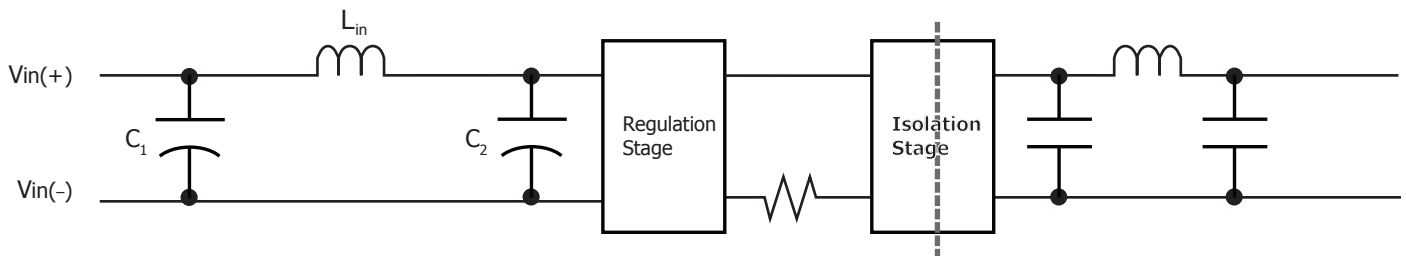 L_in
Vin(+)
C_1
C_2
Regulation
Stage
Isolation
Stage
Vin(−)